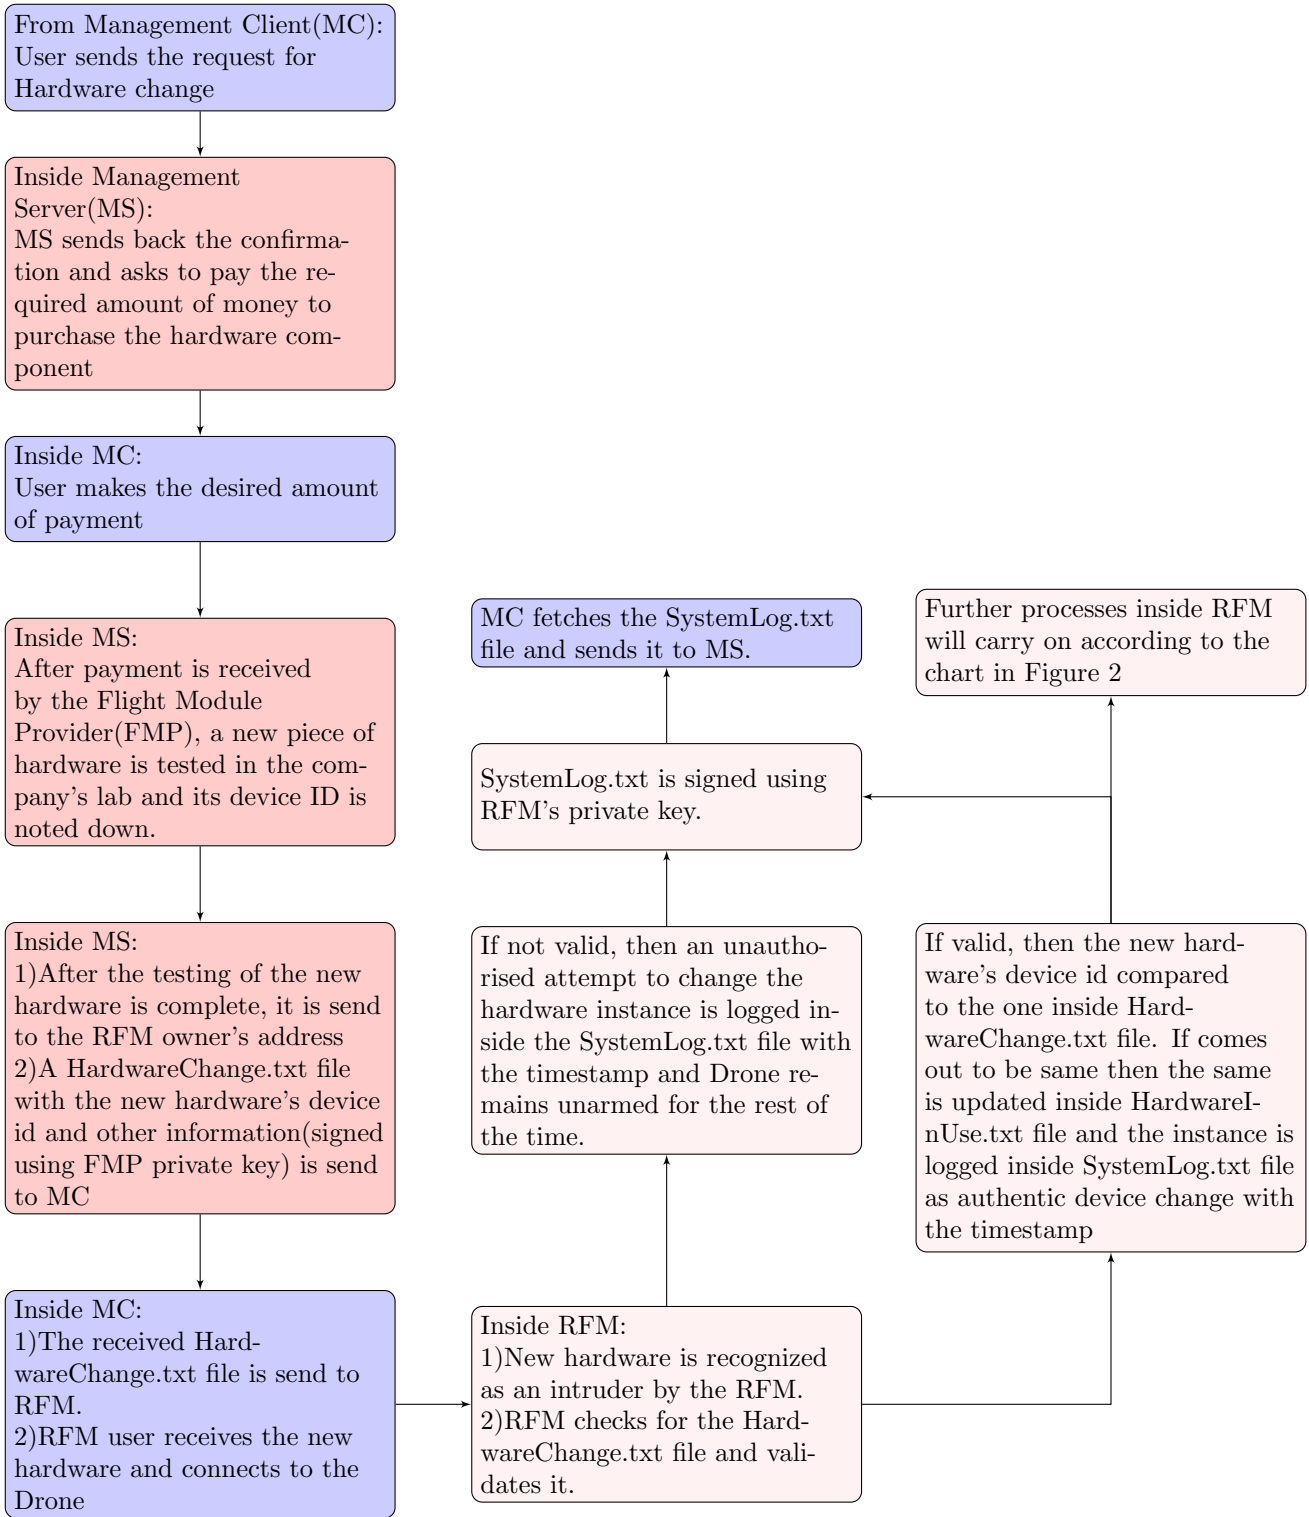 From Management Client(MC):
User sends the request for
Hardware change
Inside Management
Server(MS):
MS sends back the confirma-
tion and asks to pay the re-
quired amount of money to
purchase the hardware com-
ponent
Inside MC:
User makes the desired amount
of payment
Inside MS:
After payment is received
by the Flight Module
Provider(FMP), a new piece of
hardware is tested in the com-
pany's lab and its device ID is
noted down.
Inside MS:
1)After the testing of the new
hardware is complete, it is send
to the RFM owner's address
2)A HardwareChange.txt file
with the new hardware's device
id and other information(signed
using FMP private key) is send
to MC
Inside MC:
1)The received Hard-
wareChange.txt file is send to
RFM.
2)RFM user receives the new
hardware and connects to the
Drone
Inside RFM:
1)New hardware is recognized
as an intruder by the RFM.
2)RFM checks for the Hard-
wareChange.txt file and vali-
dates it.
If not valid, then an unautho-
rised attempt to change the
hardware instance is logged in-
side the SystemLog.txt file with
the timestamp and Drone re-
mains unarmed for the rest of
the time.
SystemLog.txt is signed using
RFM's private key.
MC fetches the SystemLog.txt
file and sends it to MS.
If valid, then the new hard-
ware's device id compared
to the one inside Hard-
wareChange.txt file. If comes
out to be same then the same
is updated inside HardwareI-
nUse.txt file and the instance is
logged inside SystemLog.txt file
as authentic device change with
the timestamp
Further processes inside RFM
will carry on according to the
chart in Figure 2